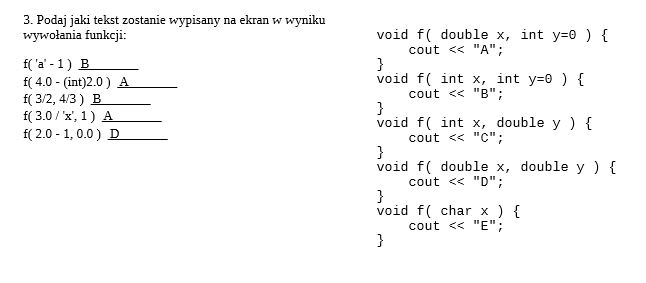 3. Podaj jaki tekst zostanie wypisany na ekran w wyniku
wywołania funkcji:
f( 'a' - 1 ) B
f( 4.0 - (int)2.0 ) A
f( 3/2, 4/3 ) B
f( 3.0 / 'x', 1 ) A
f( 2.0 - 1, 0.0 ) D
void f( double x, int y=0 ) {
    cout << "A";
}
void f( int x, int y=0 ) {
    cout << "B";
}
void f( int x, double y ) {
    cout << "C";
}
void f( double x, double y ) {
    cout << "D";
}
void f( char x ) {
    cout << "E";
}